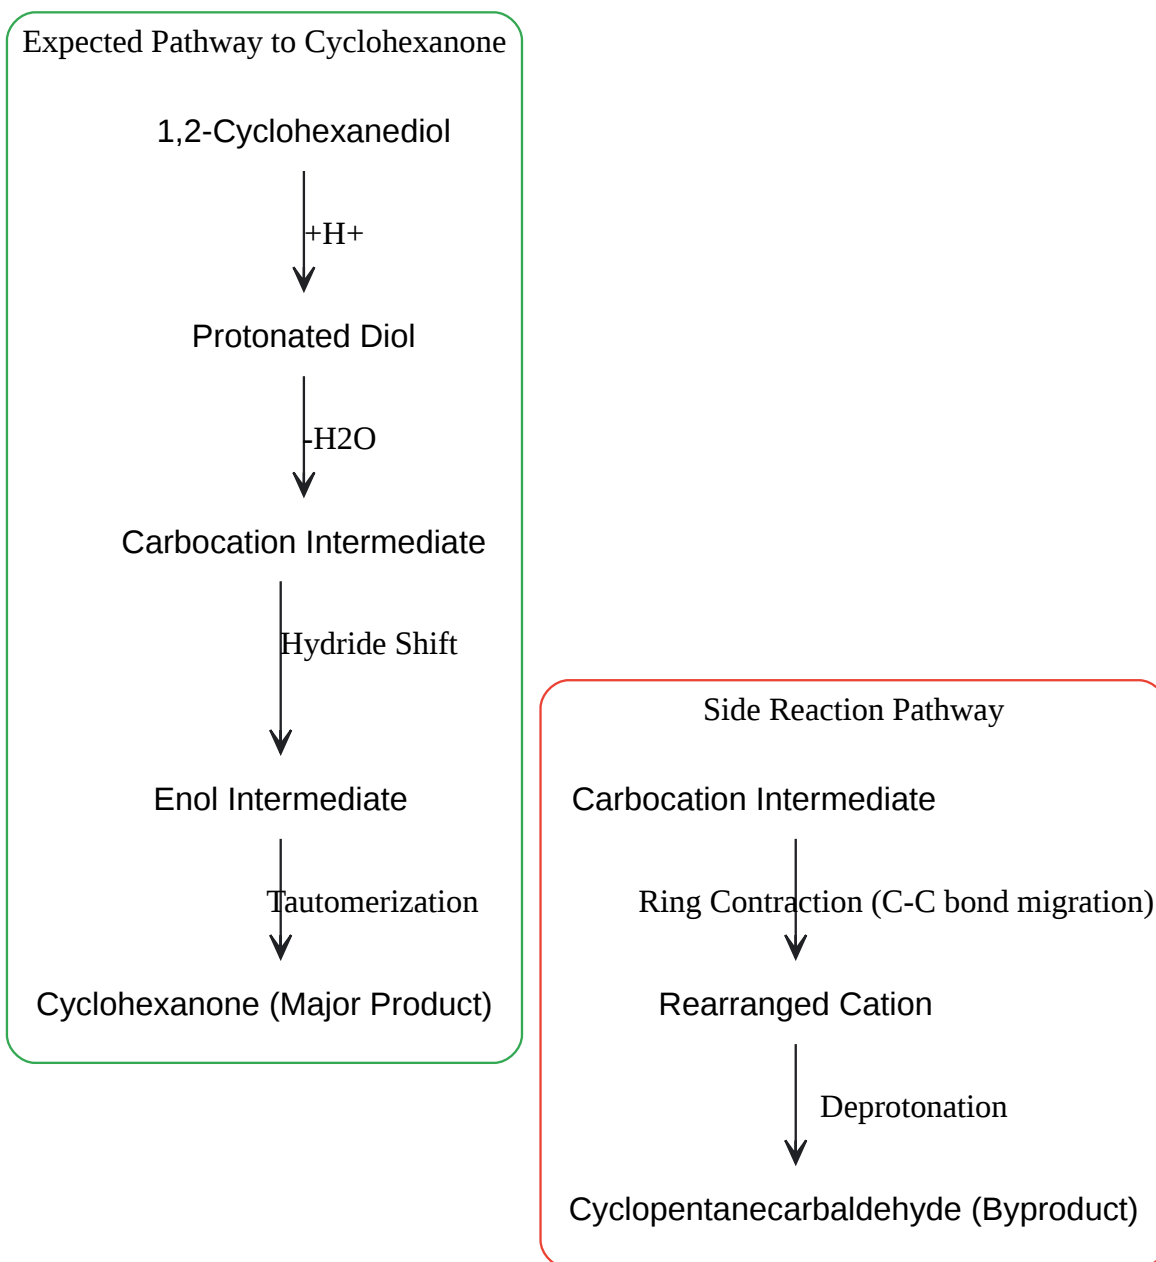 Expected Pathway to Cyclohexanone
1,2-Cyclohexanediol
+H+
Protonated Diol
-H2O
Carbocation Intermediate
Hydride Shift
Enol Intermediate
Tautomerization
Cyclohexanone (Major Product)
Side Reaction Pathway
Carbocation Intermediate
Ring Contraction (C-C bond migration)
Rearranged Cation
Deprotonation
Cyclopentanecarbaldehyde (Byproduct)